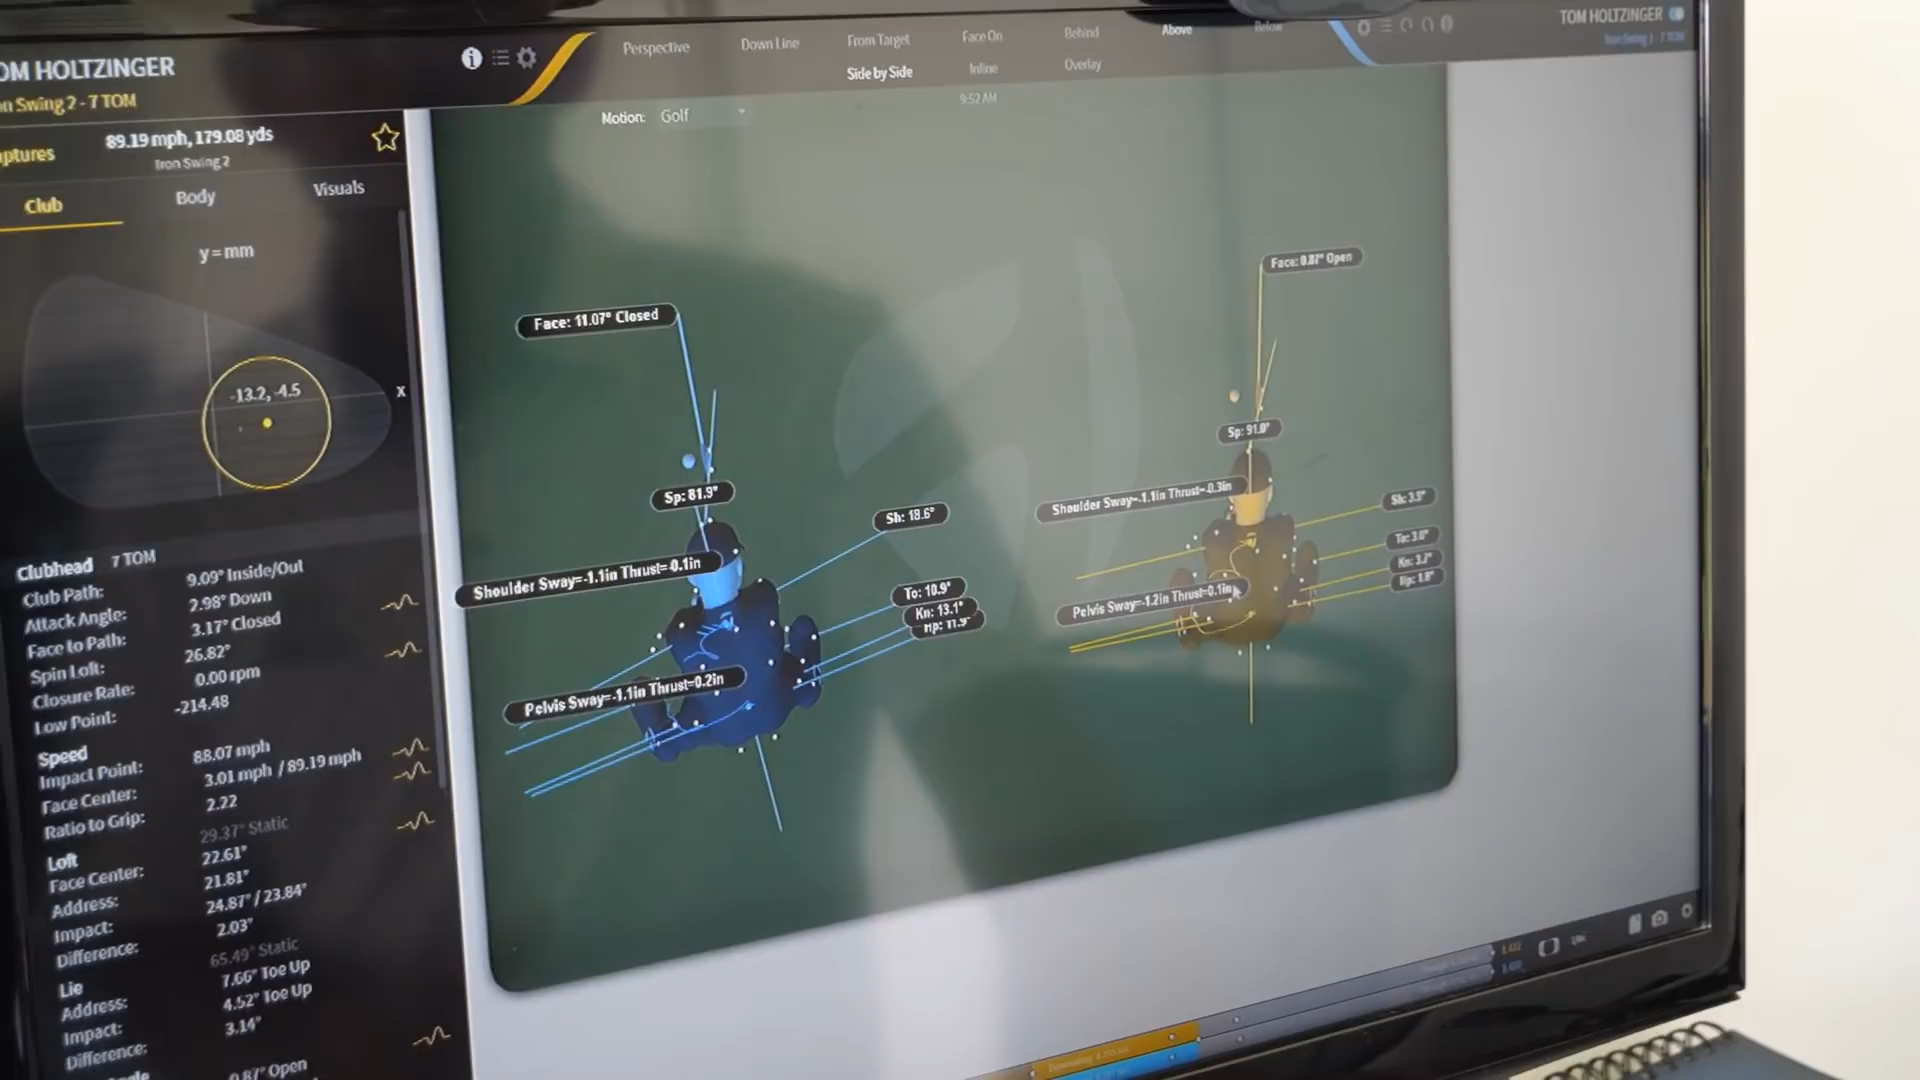 OM HOLTZINGER
n Swing 2 - 7 TOM
ptures
89.19 mph, 179.08 yds
Iron Swing 2
Club
Body
Visuals
y = mm
-13.2, -4.5
x
Clubhead 7 TOM
Club Path: 9.09° Inside/Out
Attack Angle: 2.98° Down
Face to Path: 3.17° Closed
Spin Loft: 26.82°
Closure Rate: 0.00 rpm
Low Point: -214.48
Speed
Impact Point: 88.07 mph
Face Center: 3.01 mph / 89.19 mph
Ratio to Grip: 2.22
Loft 29.37° Static
Face Center: 22.61°
Address: 21.81°
Impact: 24.87° / 23.84°
Difference: 2.03°
Lie 65.49° Static
Address: 7.66° Toe Up
Impact: 4.52° Toe Up
Difference: 3.14°
0.87° Open
Perspective
Down Line
From Target
Face On
Behind
Above
Below
Side by Side
Inline
Overlay
9:52 AM
Motion: Golf
TOM HOLTZINGER
Face: 11.07° Closed
Sp: 81.9°
Sh: 18.6°
Shoulder Sway=-1.1in Thrust=-0.1in
To: 10.9°
Kn: 13.1°
Hp: 11.9°
Pelvis Sway=-1.1in Thrust=0.2in
Face: 0.87° Open
Sp: 91.0°
Shoulder Sway=-1.1in Thrust=-0.3in
Sh: 3.5°
To: 3.0°
Kn: 3.7°
Hp: 1.8°
Pelvis Sway=-1.2in Thrust=0.1in